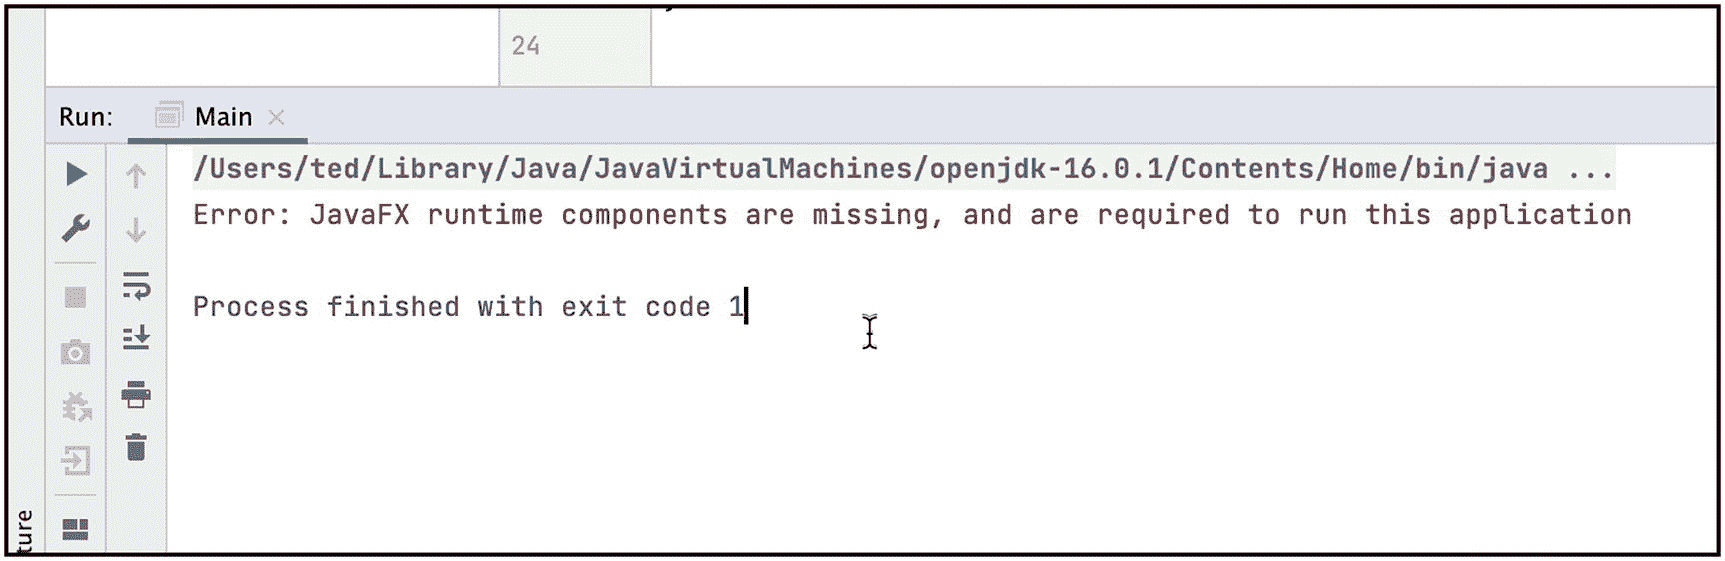 24
Run: Main
/Users/ted/Library/Java/JavaVirtualMachines/openjdk-16.0.1/Contents/Home/bin/java ...
Error: JavaFX runtime components are missing, and are required to run this application
Process finished with exit code 1